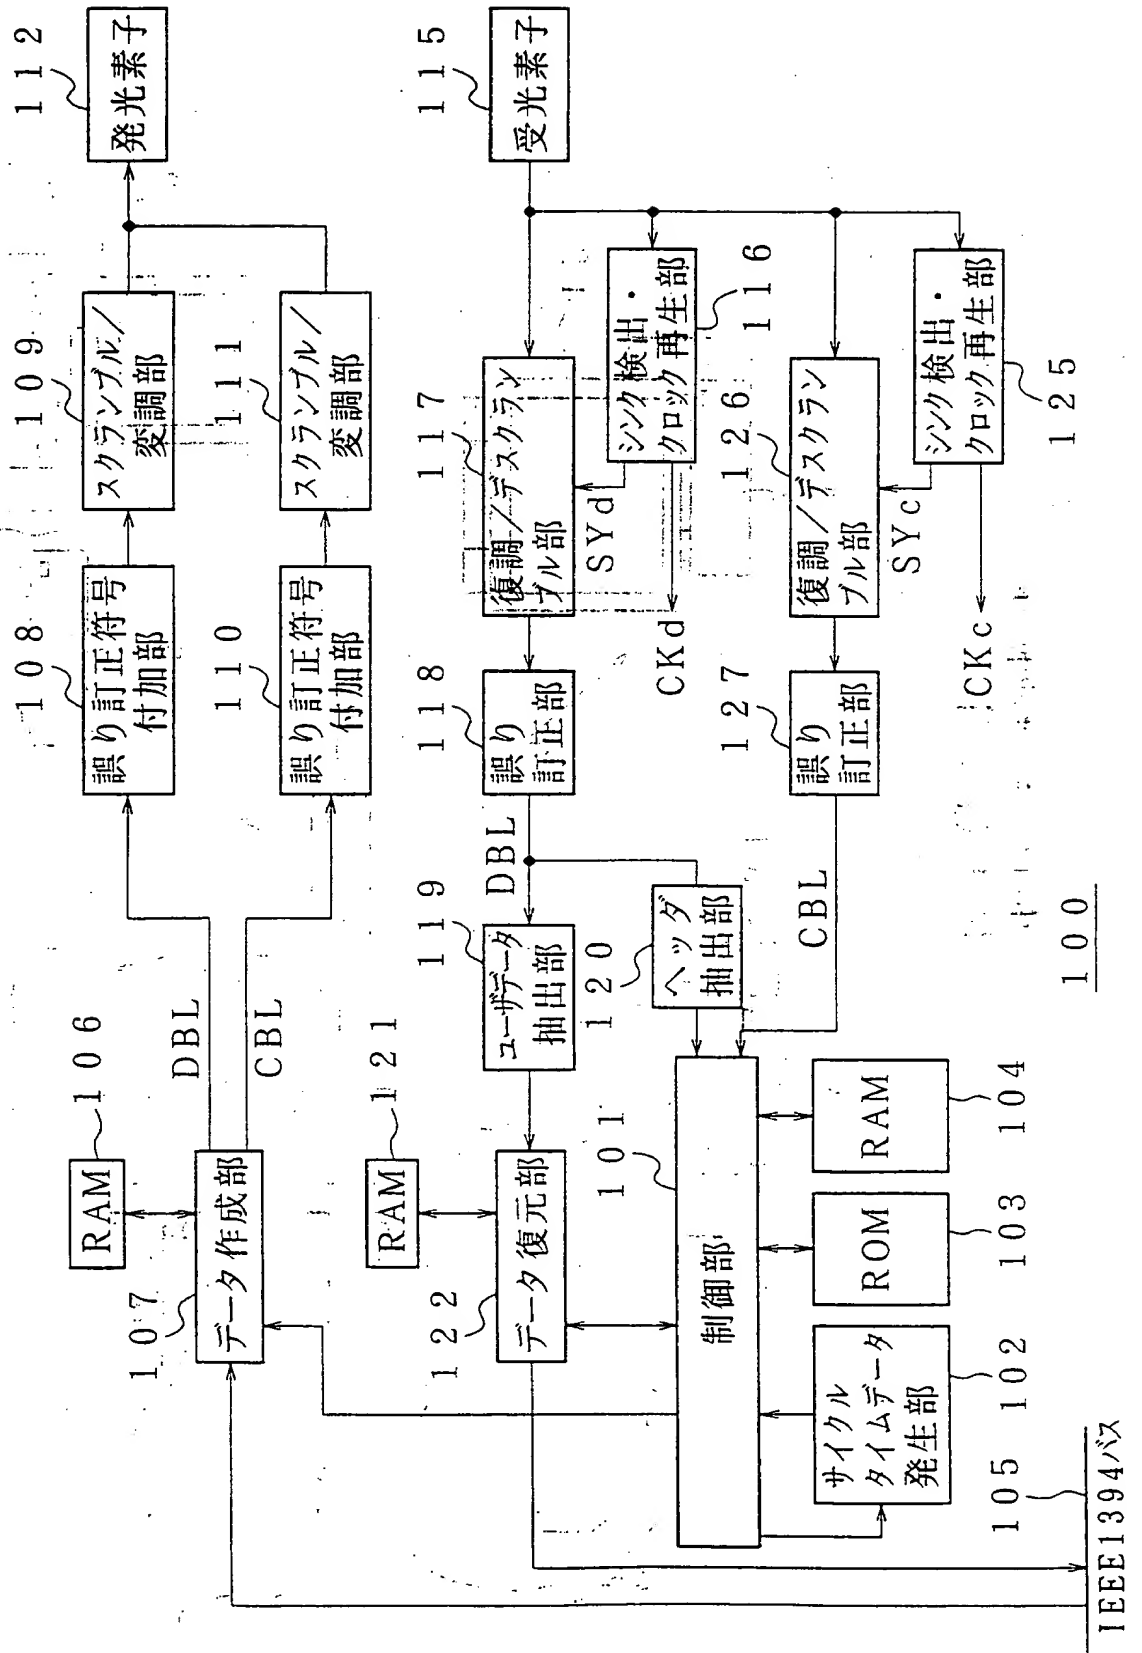 106
RAM
107
データ作成部
DBL
CBL
108
誤り訂正符号
付加部
109
スクランブル/
変調部
112
発光素子
110
誤り訂正符号
付加部
111
スクランブル/
変調部
121
RAM
122
データ復元部
119
ユーザデータ
抽出部
DBL
118
誤り
訂正部
117
復調/デスクラン
ブル部
115
受光素子
SYd
シンク検出・
クロック再生部
116
CKd
120
ヘッダ
抽出部
101
制御部
CBL
127
誤り
訂正部
126
復調/デスクラン
ブル部
SYc
シンク検出・
クロック再生部
125
CKc
サイクル
タイムデータ
発生部
102
ROM
103
RAM
104
105
IEEE1394バス
100